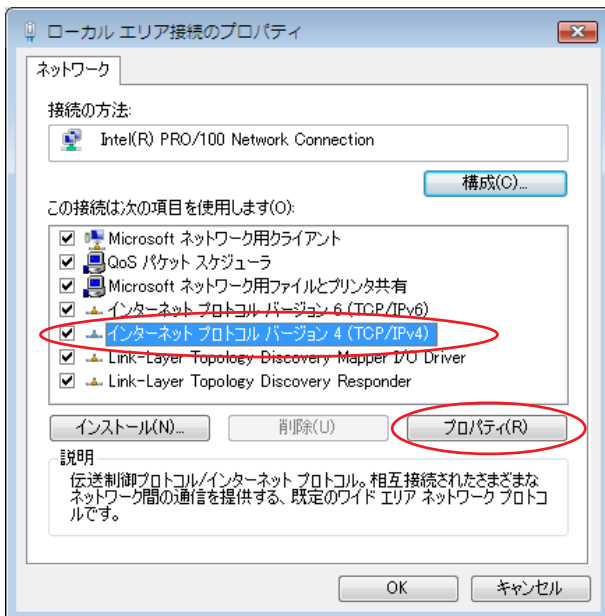 ローカル エリア接続のプロパティ
ネットワーク
接続の方法:
Intel(R) PRO/100 Network Connection
構成(C)...
この接続は次の項目を使用します(O):
Microsoft ネットワーク用クライアント
QoS パケット スケジューラ
Microsoft ネットワーク用ファイルとプリンタ共有
インターネット プロトコル バージョン 6 (TCP/IPv6)
インターネット プロトコル バージョン 4 (TCP/IPv4)
Link-Layer Topology Discovery Mapper I/O Driver
Link-Layer Topology Discovery Responder
インストール(N)...
削除(U)
プロパティ(R)
説明
伝送制御プロトコル/インターネット プロトコル。相互接続されたさまざまな
ネットワーク間の通信を提供する、既定のワイド エリア ネットワーク プロトコ
ルです。
OK
キャンセル